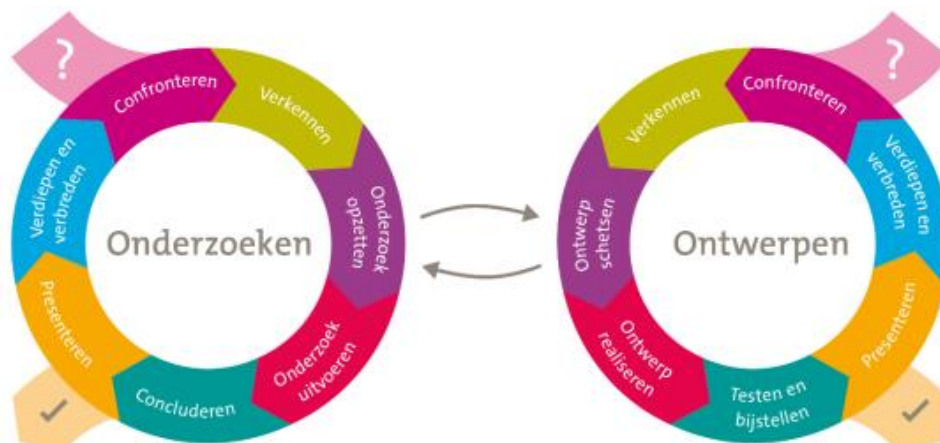 ?
Confronteren
Verkennen
Onderzoek
opzetten
Onderzoek
uitvoeren
Concluderen
Presenteren
Verdiepen en
verbreden
Onderzoeken
?
Confronteren
Verkennen
Ontwerp
schetsen
Ontwerp
realiseren
Testen en
bijstellen
Presenteren
Verdiepen en
verbreden
Ontwerpen